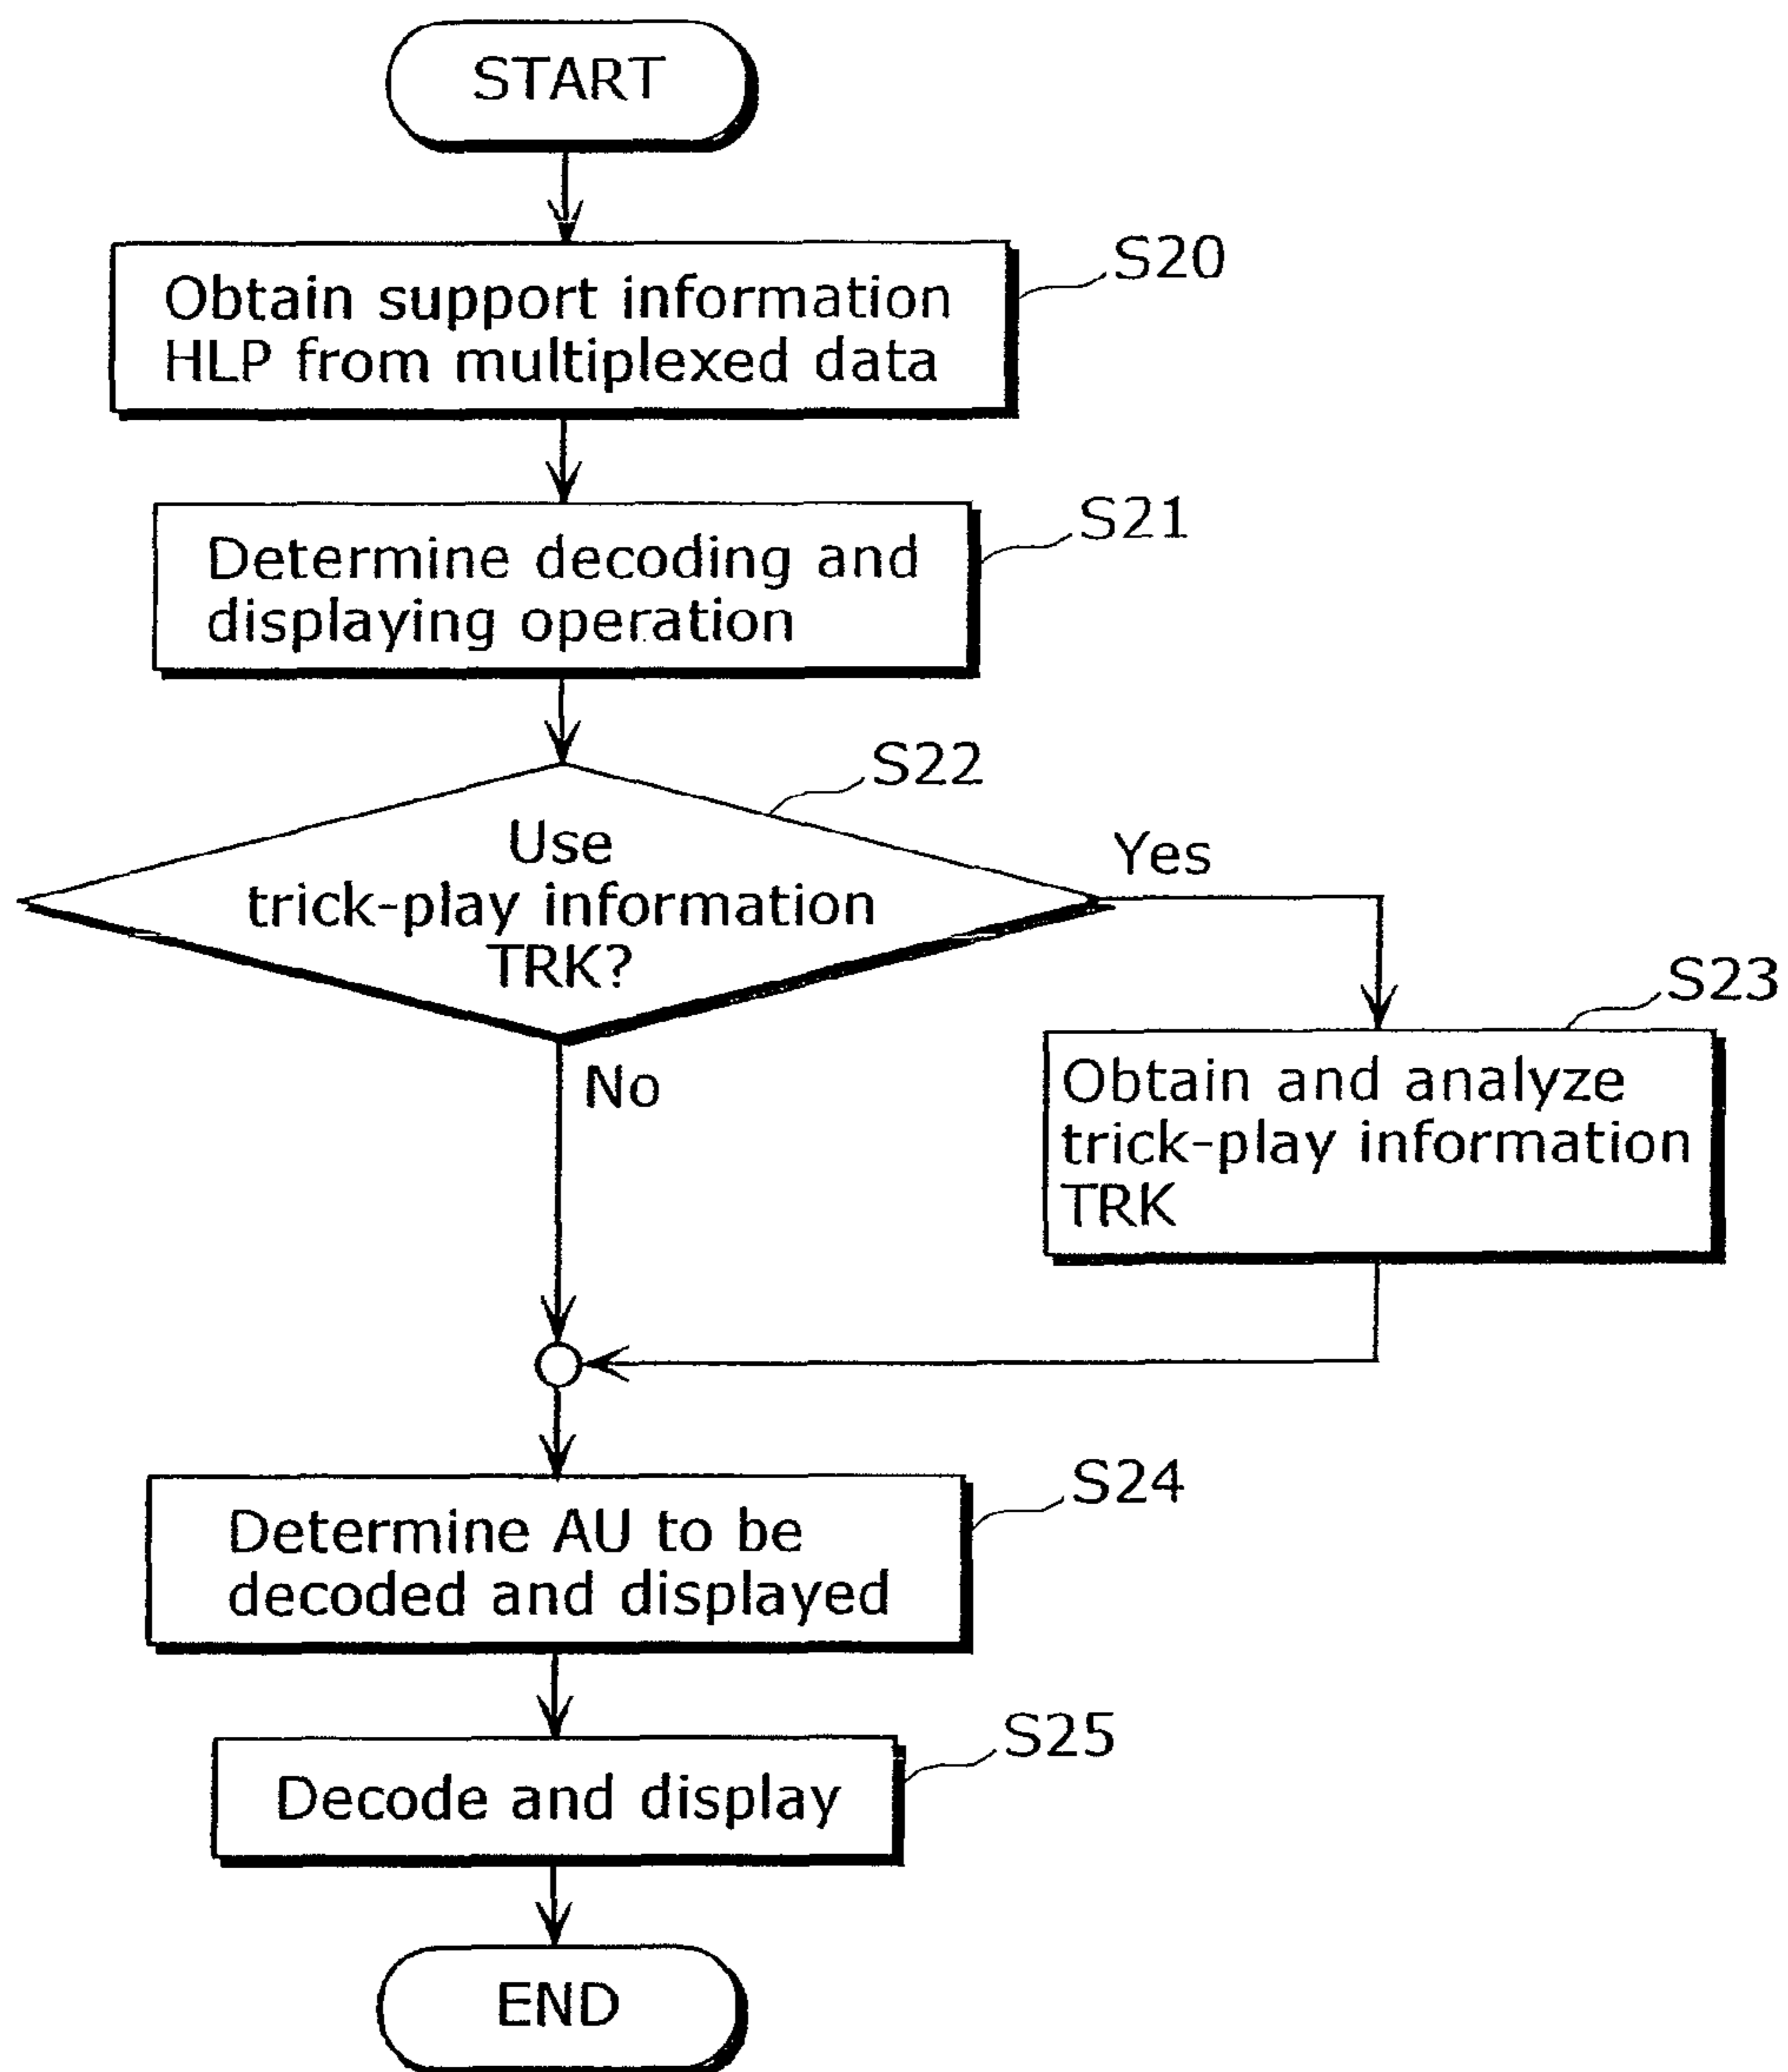 START
S20
Obtain support information
HLP from multiplexed data
S21
Determine decoding and
displaying operation
S22
Use
trick-play information
TRK?
Yes
No
S23
Obtain and analyze
trick-play information
TRK
S24
Determine AU to be
decoded and displayed
S25
Decode and display
END